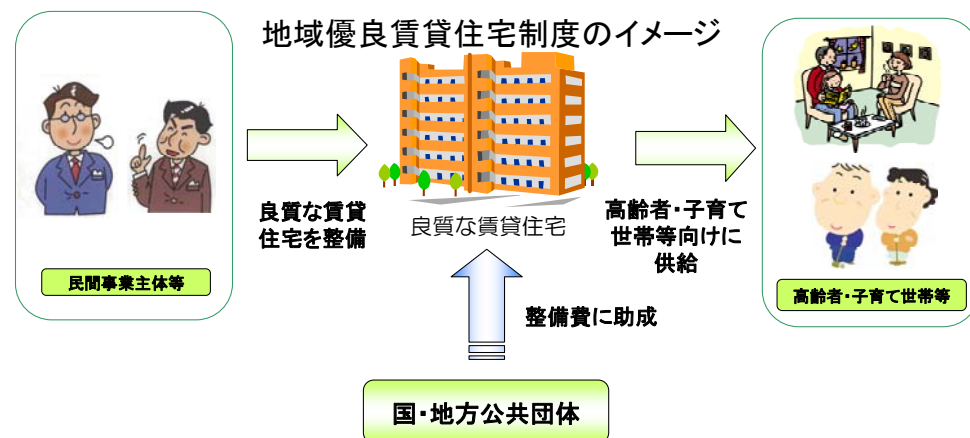 地域優良賃貸住宅制度のイメージ
良質な賃貸
住宅を整備
良質な賃貸住宅
高齢者・子育て
世帯等向けに
供給
民間事業主体等
高齢者・子育て世帯等
整備費に助成
国・地方公共団体